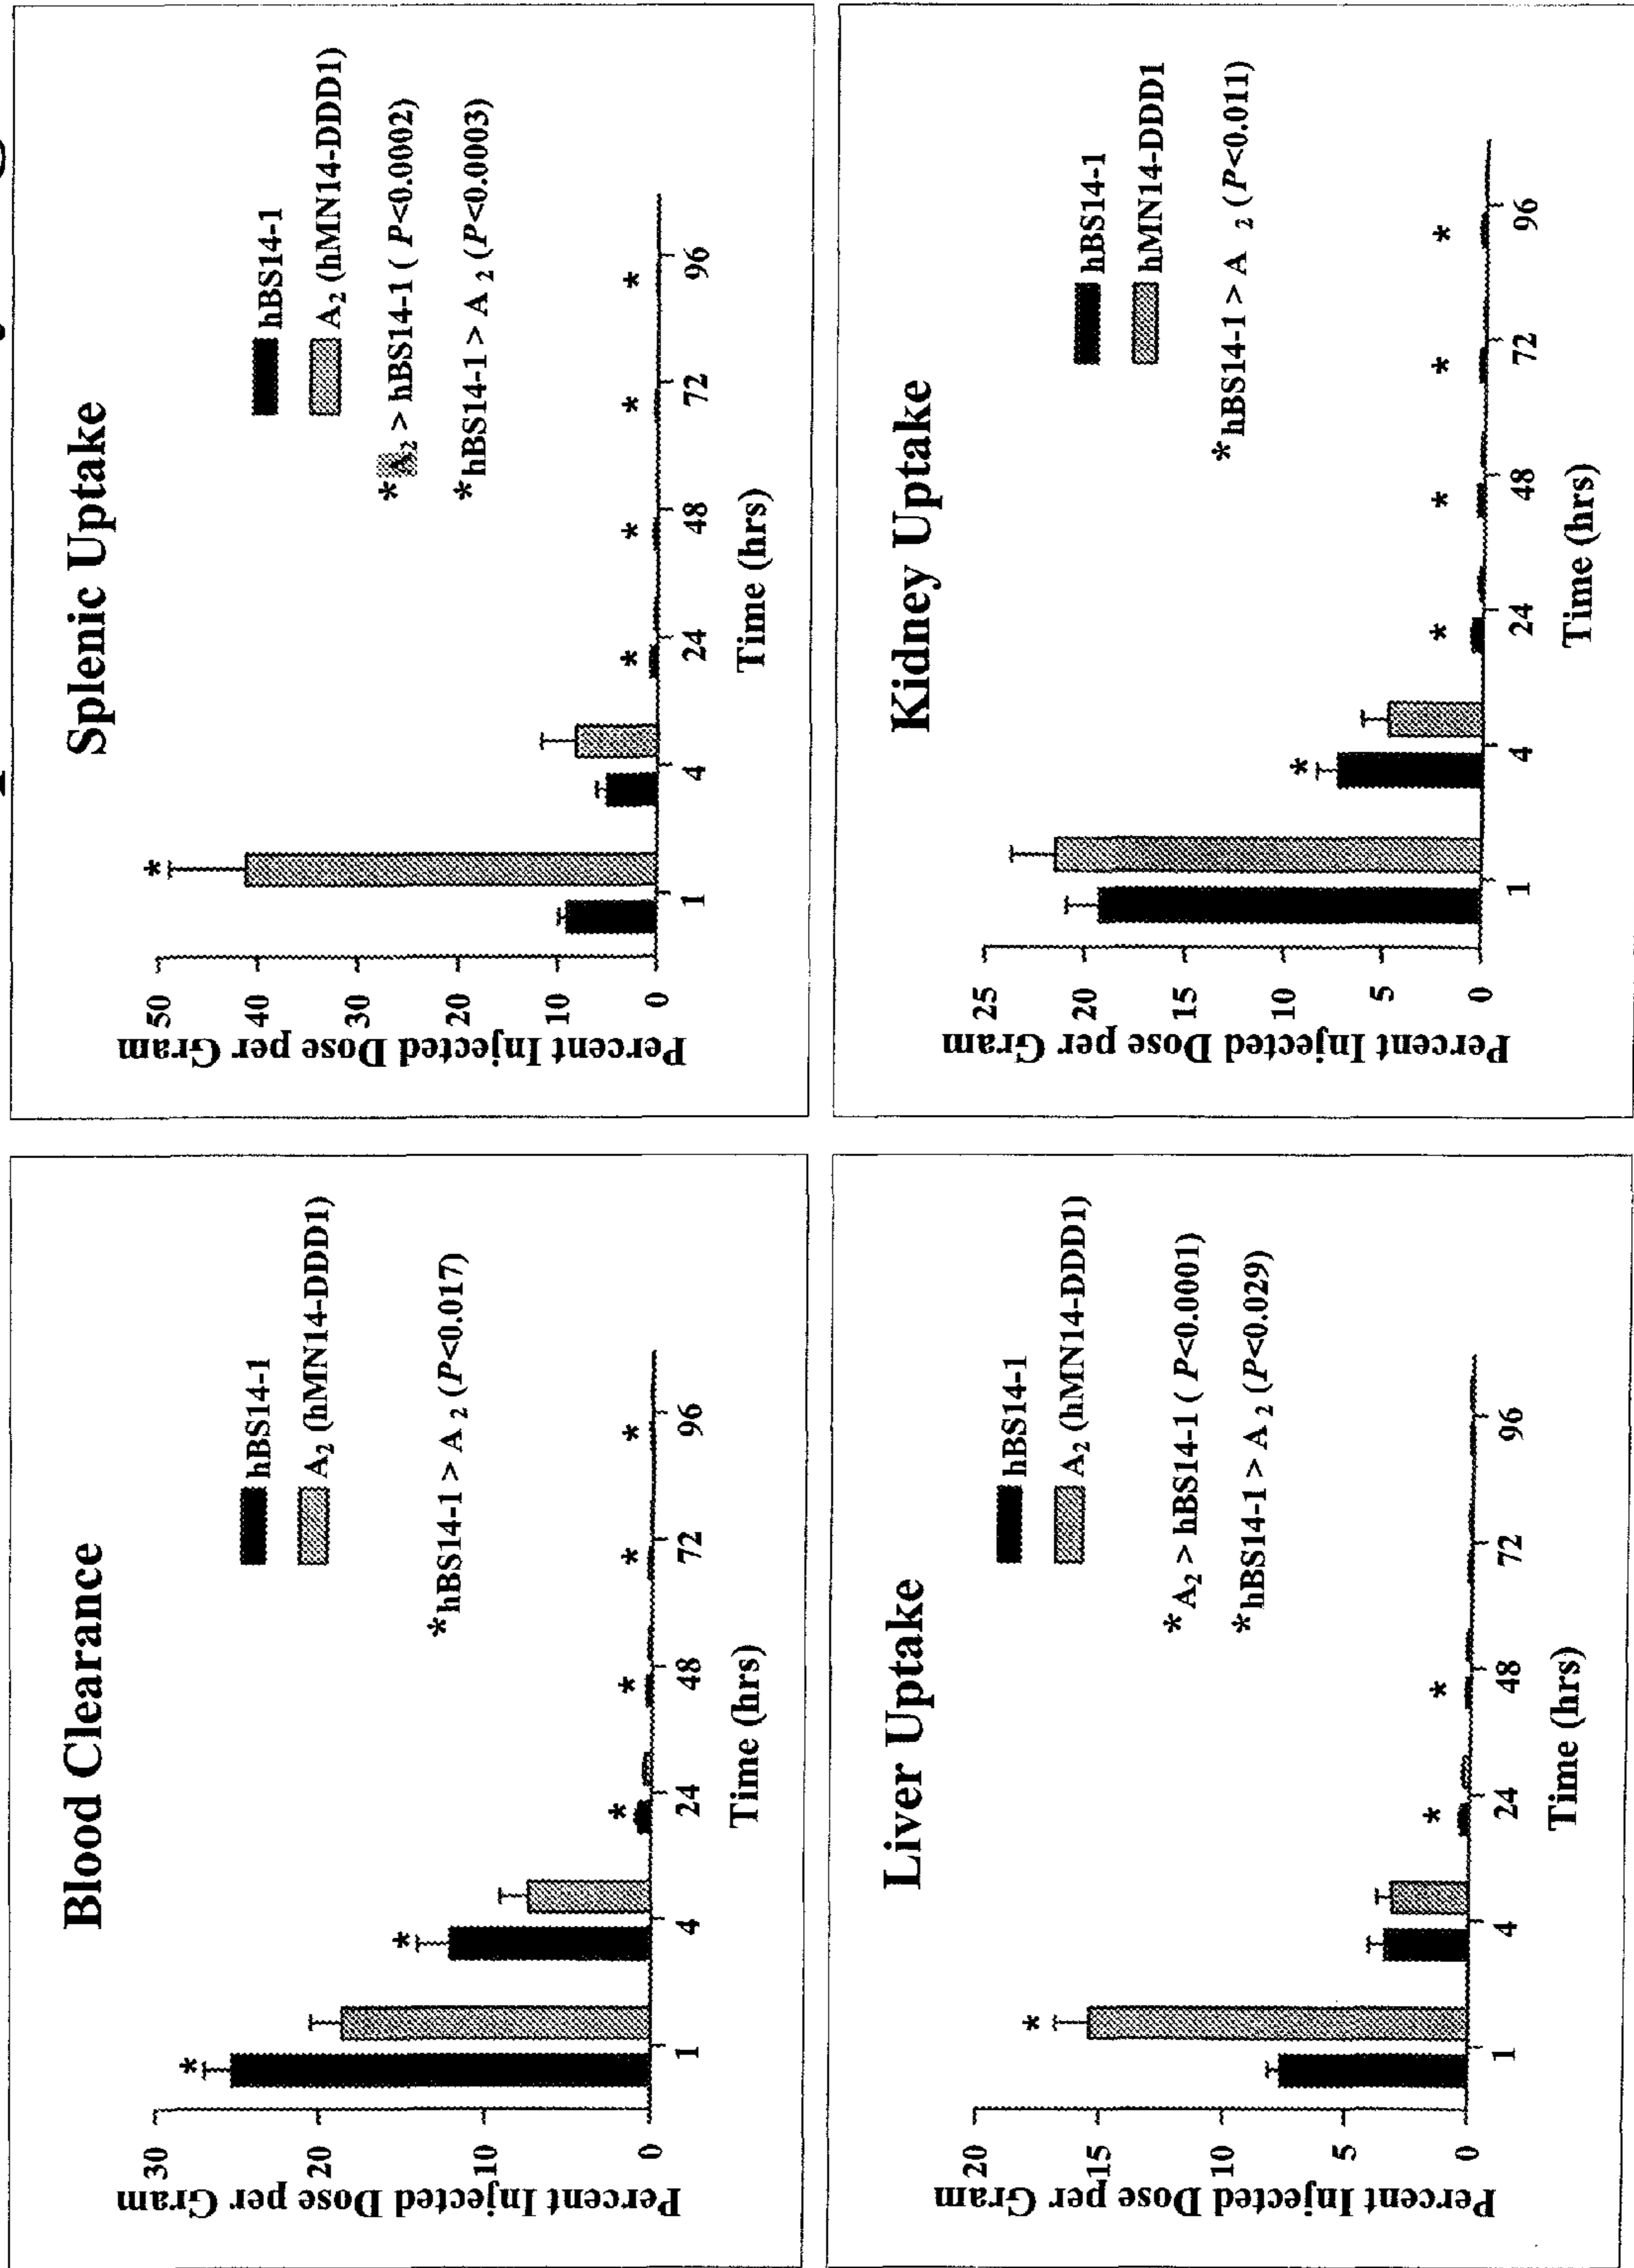 Blood Clearance
Percent Injected Dose per Gram
30
20
10
0
hBS14-1
A₂ (hMN14-DDD1)
*hBS14-1 > A ₂ (P<0.017)
*
*
*
*
*
*
1
4
24
48
72
96
Time (hrs)
Splenic Uptake
Percent Injected Dose per Gram
50
40
30
20
10
0
hBS14-1
A₂ (hMN14-DDD1)
*A₂ > hBS14-1 ( P<0.0002)
*hBS14-1 > A ₂ (P<0.0003)
*
*
*
*
*
1
4
24
48
72
96
Time (hrs)
Liver Uptake
Percent Injected Dose per Gram
20
15
10
5
0
hBS14-1
A₂ (hMN14-DDD1)
*A₂ > hBS14-1 ( P<0.0001)
*hBS14-1 > A ₂ (P<0.029)
*
*
*
1
4
24
48
72
96
Time (hrs)
Kidney Uptake
Percent Injected Dose per Gram
25
20
15
10
5
0
hBS14-1
hMN14-DDD1
*hBS14-1 > A ₂ (P<0.011)
*
*
*
*
*
1
4
24
48
72
96
Time (hrs)